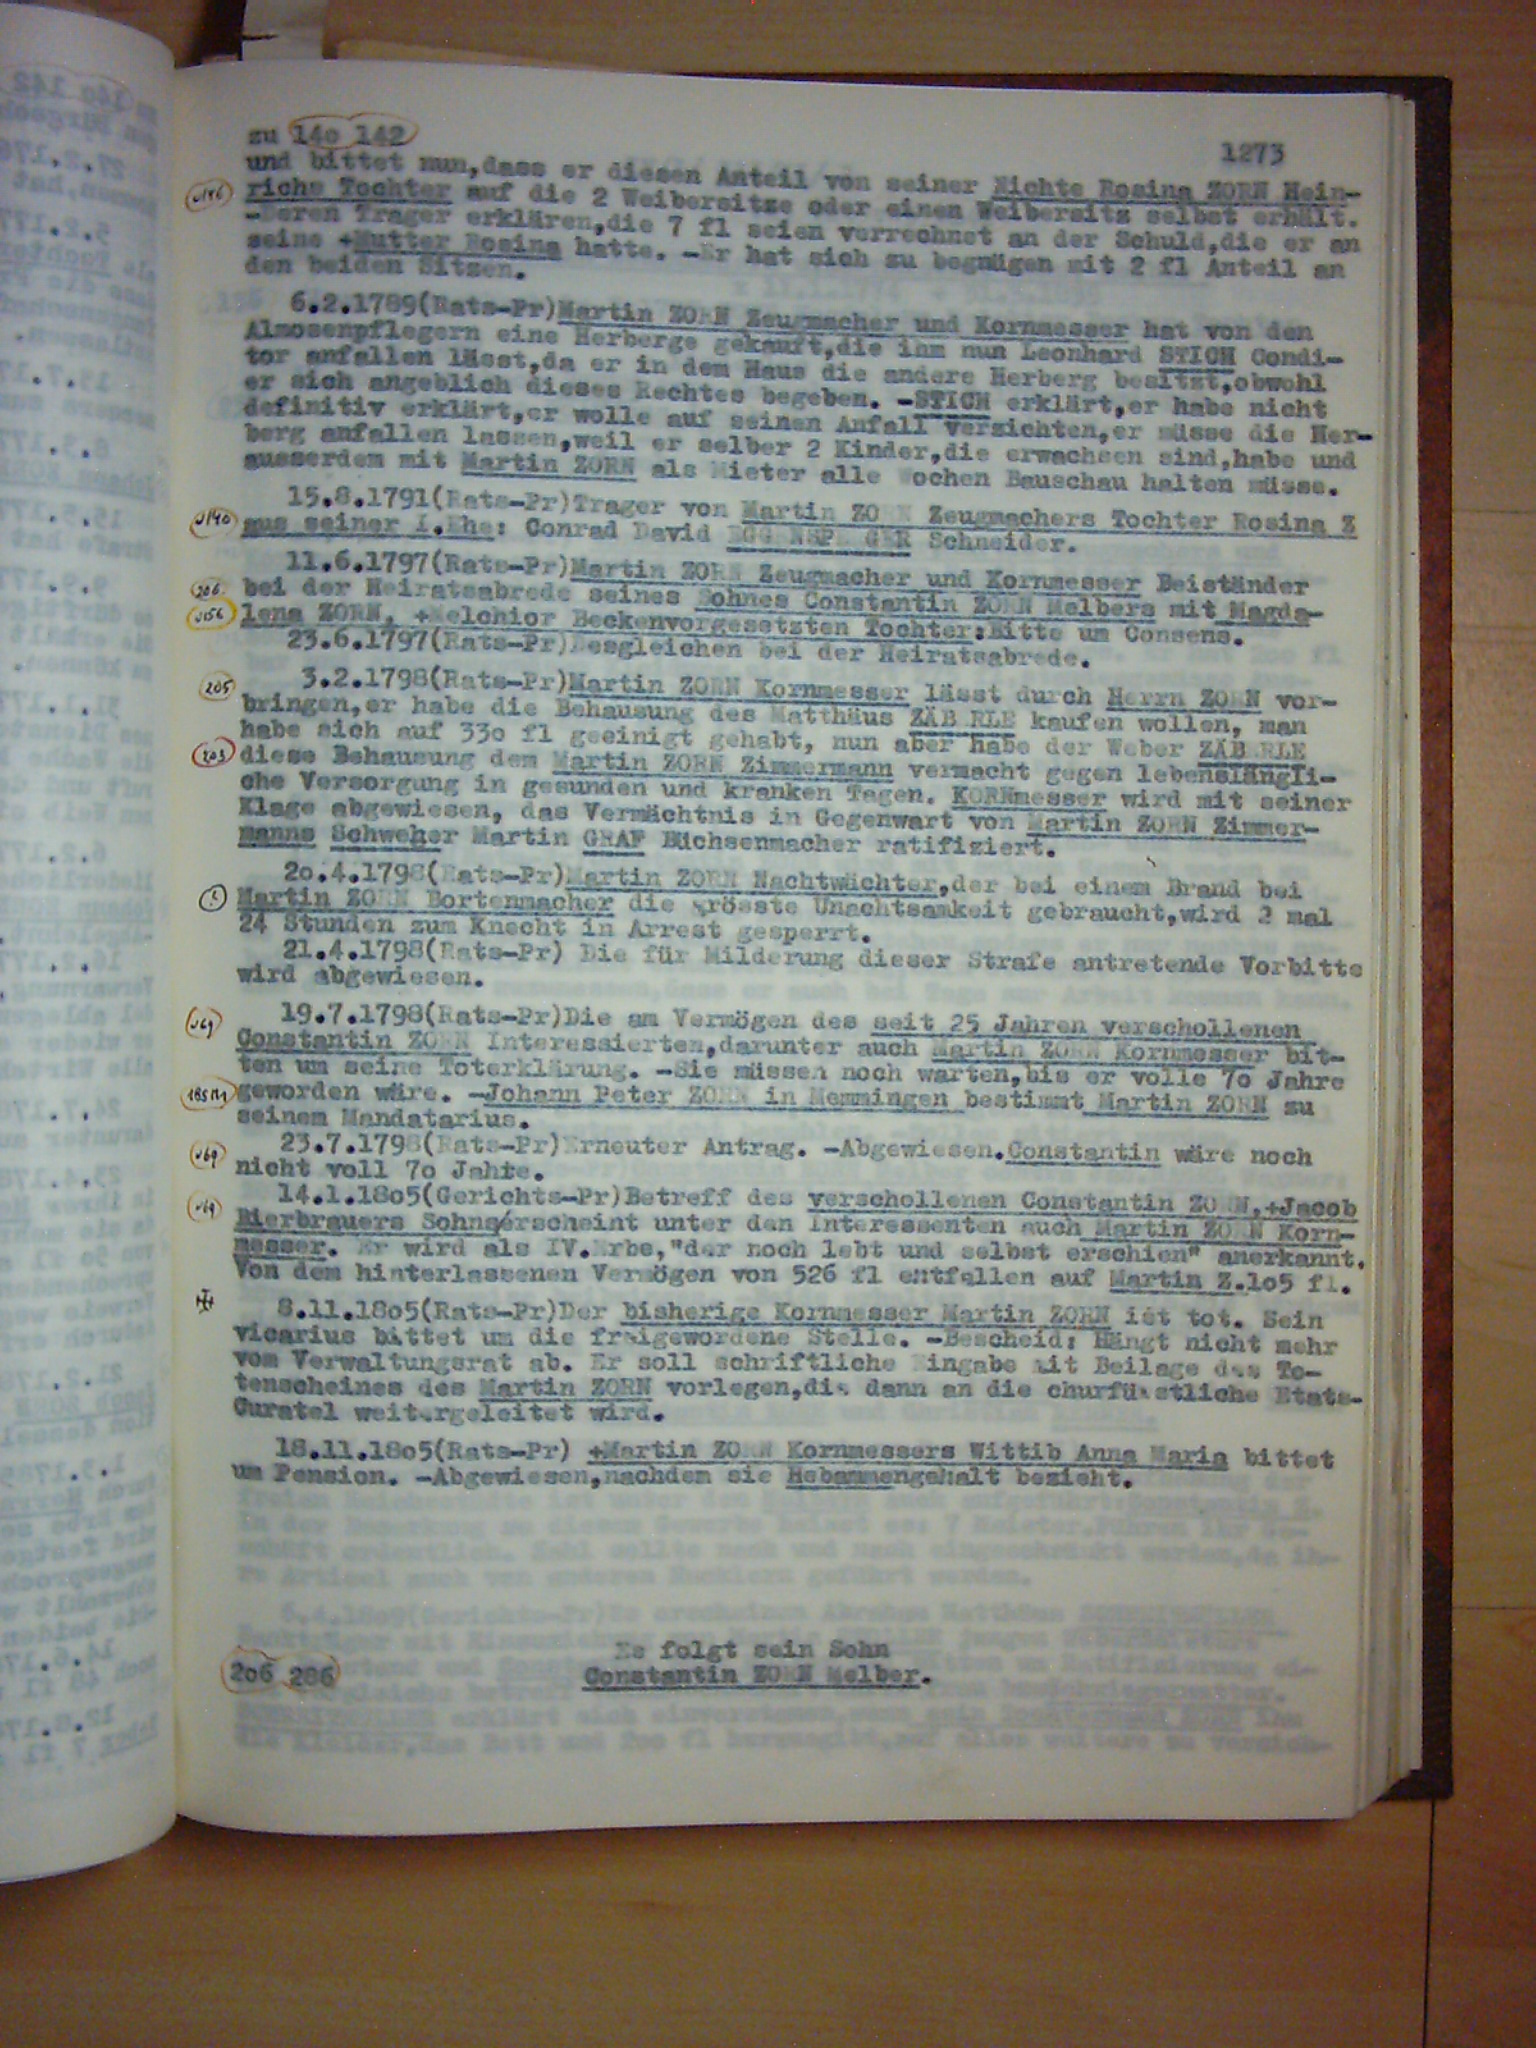 zu 14o 142
1273
und bittet nun,dass er diesen Anteil von seiner Nichte Rosina ZORN Hein-
richs Tochter auf die 2 Weibersitze oder einen Weibersitz selbst erhält.
-Deren Trager erklären,die 7 fl seien verrechnet an der Schuld,die er an
seine +Mutter Rosina hatte. -Er hat sich zu begnügen mit 2 fl Anteil an
den beiden Sitzen.
6.2.1789(Rats-Pr)Martin ZORN Zeugmacher und Kornmesser hat von den
Almosenpflegern eine Herberge gekauft,die ihm nun Leonhard STICH Condi-
tor anfallen lässt,da er in dem Haus die andere Herberg besitzt,obwohl
er sich angeblich dieses Rechtes begeben. -STICH erklärt,er habe nicht
definitiv erklärt,er wolle auf seinen Anfall verzichten,er müsse die Her-
berg anfallen lassen,weil er selber 2 Kinder,die erwachsen sind,habe und
ausserdem mit Martin ZORN als Mieter alle Wochen Bauschau halten müsse.
15.8.1791(Rats-Pr)Trager von Martin ZORN Zeugmachers Tochter Rosina Z
v140 aus seiner I.Ehe: Conrad David EGGENSPERGER Schneider.
11.6.1797(Rats-Pr)Martin ZORN Zeugmacher und Kornmesser Beiständer
206. bei der Heiratsabrede seines Sohnes Constantin ZORN Melbers mit Magda-
v156 lena ZORN, +Melchior Beckenvorgesetzten Tochter:Bitte um Consens.
23.6.1797(Rats-Pr)Desgleichen bei der Heiratsabrede.
205 3.2.1798(Rats-Pr)Martin ZORN Kornmesser lässt durch Herrn ZORN vor-
bringen,er habe die Behausung des Matthäus ZÄBERLE kaufen wollen, man
habe sich auf 33o fl geeinigt gehabt, nun aber habe der Weber ZÄBERLE
203 diese Behausung dem Martin ZORN Zimmermann vermacht gegen lebenslängli-
che Versorgung in gesunden und kranken Tagen. KORNmesser wird mit seiner
Klage abgewiesen, das Vermächtnis in Gegenwart von Martin ZORN Zimmer-
manns Schweher Martin GRAF Büchsenmacher ratifiziert.
2o.4.1798(Rats-Pr)Martin ZORN Nachtwächter,der bei einem Brand bei
Martin ZORN Bortenmacher die grösste Unachtsamkeit gebraucht,wird 2 mal
24 Stunden zum Knecht in Arrest gesperrt.
21.4.1798(Rats-Pr) Die für Milderung dieser Strafe antretende Vorbitte
wird abgewiesen.
v69 19.7.1798(Rats-Pr)Die am Vermögen des seit 25 Jahren verschollenen
Constantin ZORN Interessierten,darunter auch Martin ZORN Kornmesser bit-
ten um seine Toterklärung. -Sie müssen noch warten,bis er volle 7o Jahre
geworden wäre. -Johann Peter ZORN in Memmingen bestimmt Martin ZORN zu
seinem Mandatarius.
v69 23.7.1798(Rats-Pr)Erneuter Antrag. -Abgewiesen.Constantin wäre noch
nicht voll 7o Jahre.
v69 14.1.18o5(Gerichts-Pr)Betreff des verschollenen Constantin ZORN,+Jacob
Bierbrauers Sohns erscheint unter den Interessenten auch Martin ZORN Korn-
messer. Er wird als IV.Erbe,"der noch lebt und selbst erschien" anerkannt.
Von dem hinterlassenen Vermögen von 526 fl entfallen auf Martin Z.1o5 fl.
8.11.18o5(Rats-Pr)Der bisherige Kornmesser Martin ZORN ist tot. Sein
vicarius bittet um die freigewordene Stelle. -Bescheid: Hängt nicht mehr
vom Verwaltungsrat ab. Er soll schriftliche Eingabe mit Beilage des To-
tenscheines des Martin ZORN vorlegen,die dann an die churfürstliche Etats-
Curatel weitergeleitet wird.
18.11.18o5(Rats-Pr) +Martin ZORN Kornmessers Wittib Anna Maria bittet
um Pension. -Abgewiesen,nachdem sie Hebammengehalt bezieht.
Es folgt sein Sohn
2o6 286 Constantin ZORN Melber.